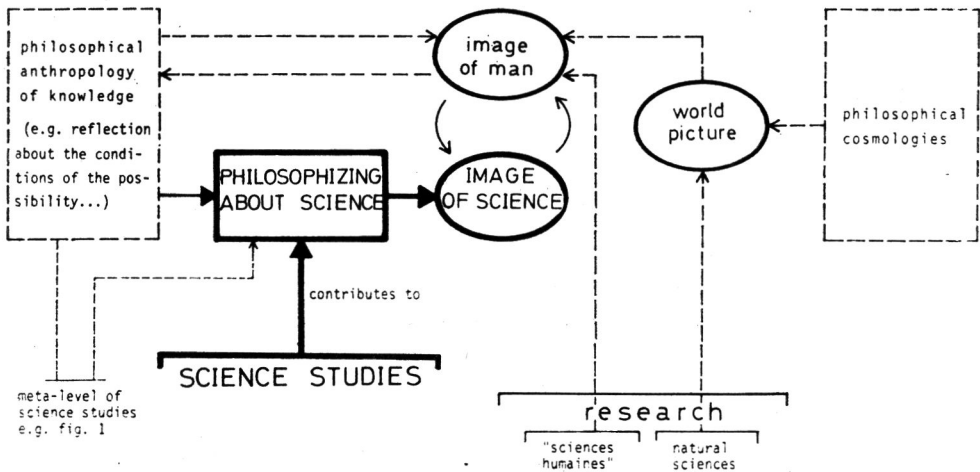 philosophical
anthropology
of knowledge
(e.g. reflection
about the condi-
tions of the pos-
sibility...)
image
of man
world
picture
philosophical
cosmologies
PHILOSOPHIZING
ABOUT SCIENCE
IMAGE
OF SCIENCE
contributes to
SCIENCE STUDIES
meta-level of
science studies
e.g. fig. 1
research
"sciences
humaines"
natural
sciences